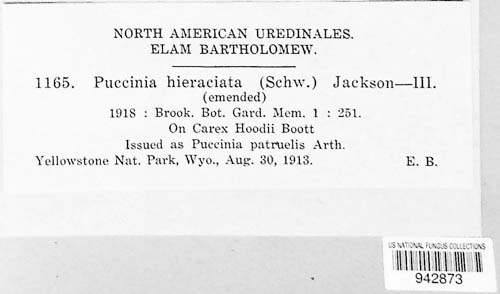 NORTH AMERICAN UREDINALES.
ELAM BARTHOLOMEW.
1165. Puccinia hieraciata (Schw.) Jackson—III.
(emended)
1918 : Brook. Bot. Gard. Mem. 1 : 251.
On Carex Hoodii Boott
Issued as Puccinia patruelis Arth.
Yellowstone Nat. Park, Wyo., Aug. 30, 1913. E. B.
US NATIONAL FUNGUS COLLECTIONS
942873